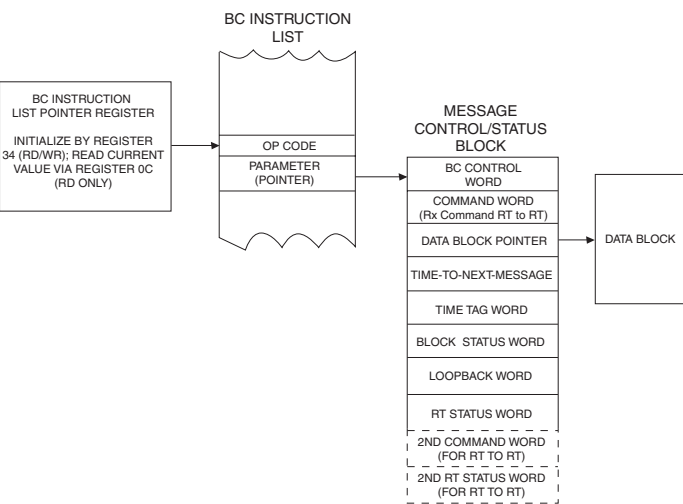 BC INSTRUCTION
LIST
BC INSTRUCTION
LIST POINTER REGISTER
INITIALIZE BY REGISTER
34 (RD/WR); READ CURRENT
VALUE VIA REGISTER 0C
(RD ONLY)
OP CODE
PARAMETER
(POINTER)
MESSAGE
CONTROL/STATUS
BLOCK
BC CONTROL
WORD
COMMAND WORD
(Rx Command RT to RT)
DATA BLOCK POINTER
TIME-TO-NEXT-MESSAGE
TIME TAG WORD
BLOCK STATUS WORD
LOOPBACK WORD
RT STATUS WORD
2ND COMMAND WORD
(FOR RT TO RT)
2ND RT STATUS WORD
(FOR RT TO RT)
DATA BLOCK